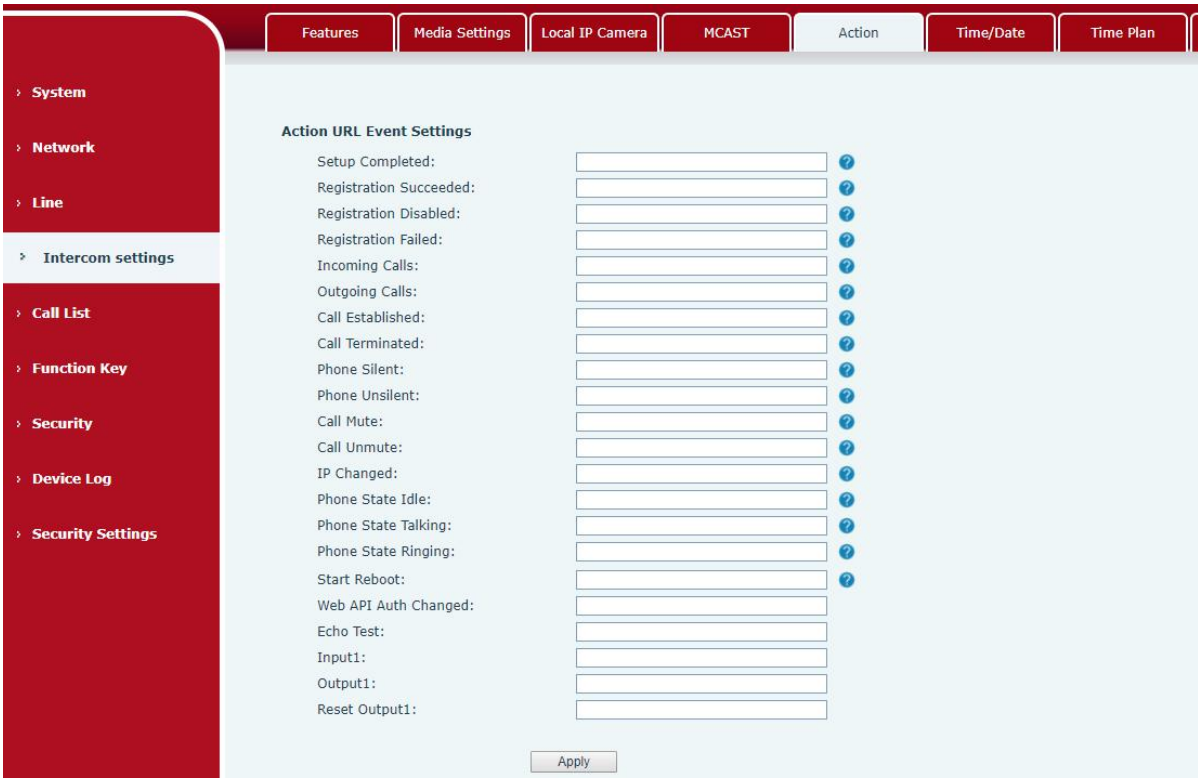 Features Media Settings Local IP Camera MCAST Action Time/Date Time Plan
System
Network
Line
Intercom settings
Call List
Function Key
Security
Device Log
Security Settings
Action URL Event Settings
Setup Completed:
Registration Succeeded:
Registration Disabled:
Registration Failed:
Incoming Calls:
Outgoing Calls:
Call Established:
Call Terminated:
Phone Silent:
Phone Unsilent:
Call Mute:
Call Unmute:
IP Changed:
Phone State Idle:
Phone State Talking:
Phone State Ringing:
Start Reboot:
Web API Auth Changed:
Echo Test:
Input1:
Output1:
Reset Output1:
Apply